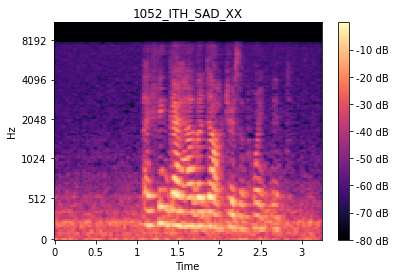 1052_ITH_SAD_XX
Hz
8192
4096
2048
1024
512
0
0 0.5 1 1.5 2 2.5 3
Time
-10 dB
-20 dB
-30 dB
-40 dB
-50 dB
-60 dB
-70 dB
-80 dB